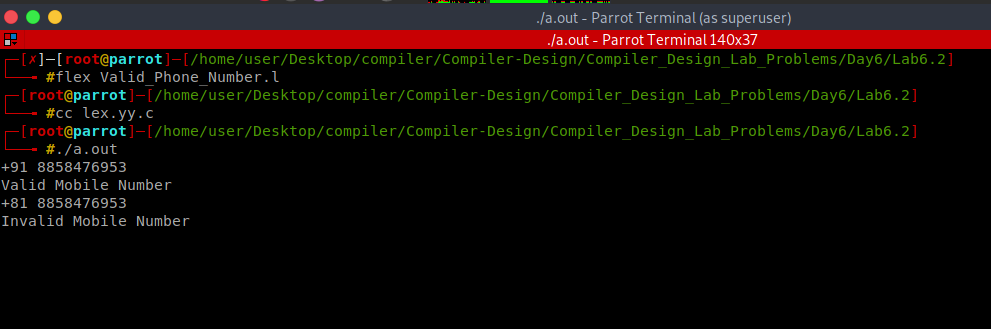 ./a.out - Parrot Terminal (as superuser)
./a.out - Parrot Terminal 140x37
┌─[✗]─[root@parrot]─[/home/user/Desktop/compiler/Compiler-Design/Compiler_Design_Lab_Problems/Day6/Lab6.2]
└──╼ #flex Valid_Phone_Number.l
┌─[root@parrot]─[/home/user/Desktop/compiler/Compiler-Design/Compiler_Design_Lab_Problems/Day6/Lab6.2]
└──╼ #cc lex.yy.c
┌─[root@parrot]─[/home/user/Desktop/compiler/Compiler-Design/Compiler_Design_Lab_Problems/Day6/Lab6.2]
└──╼ #./a.out
+91 8858476953
Valid Mobile Number
+81 8858476953
Invalid Mobile Number